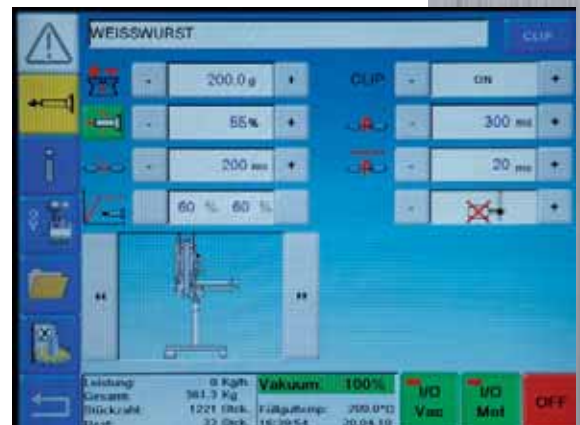 WEISSWURST
CLIP
- 200.0 g + CLIP - ON +
- 55% + - 300 ms +
- 200 ms + - 20 ms +
60 % 60 % - +
Leistung: 0 Kg/h Vakuum: 100%
Gesamt: 361.3 Kg
Stückzahl: 1221 Stck. Füllguttemp:
I/O Vac
I/O Mot
OFF